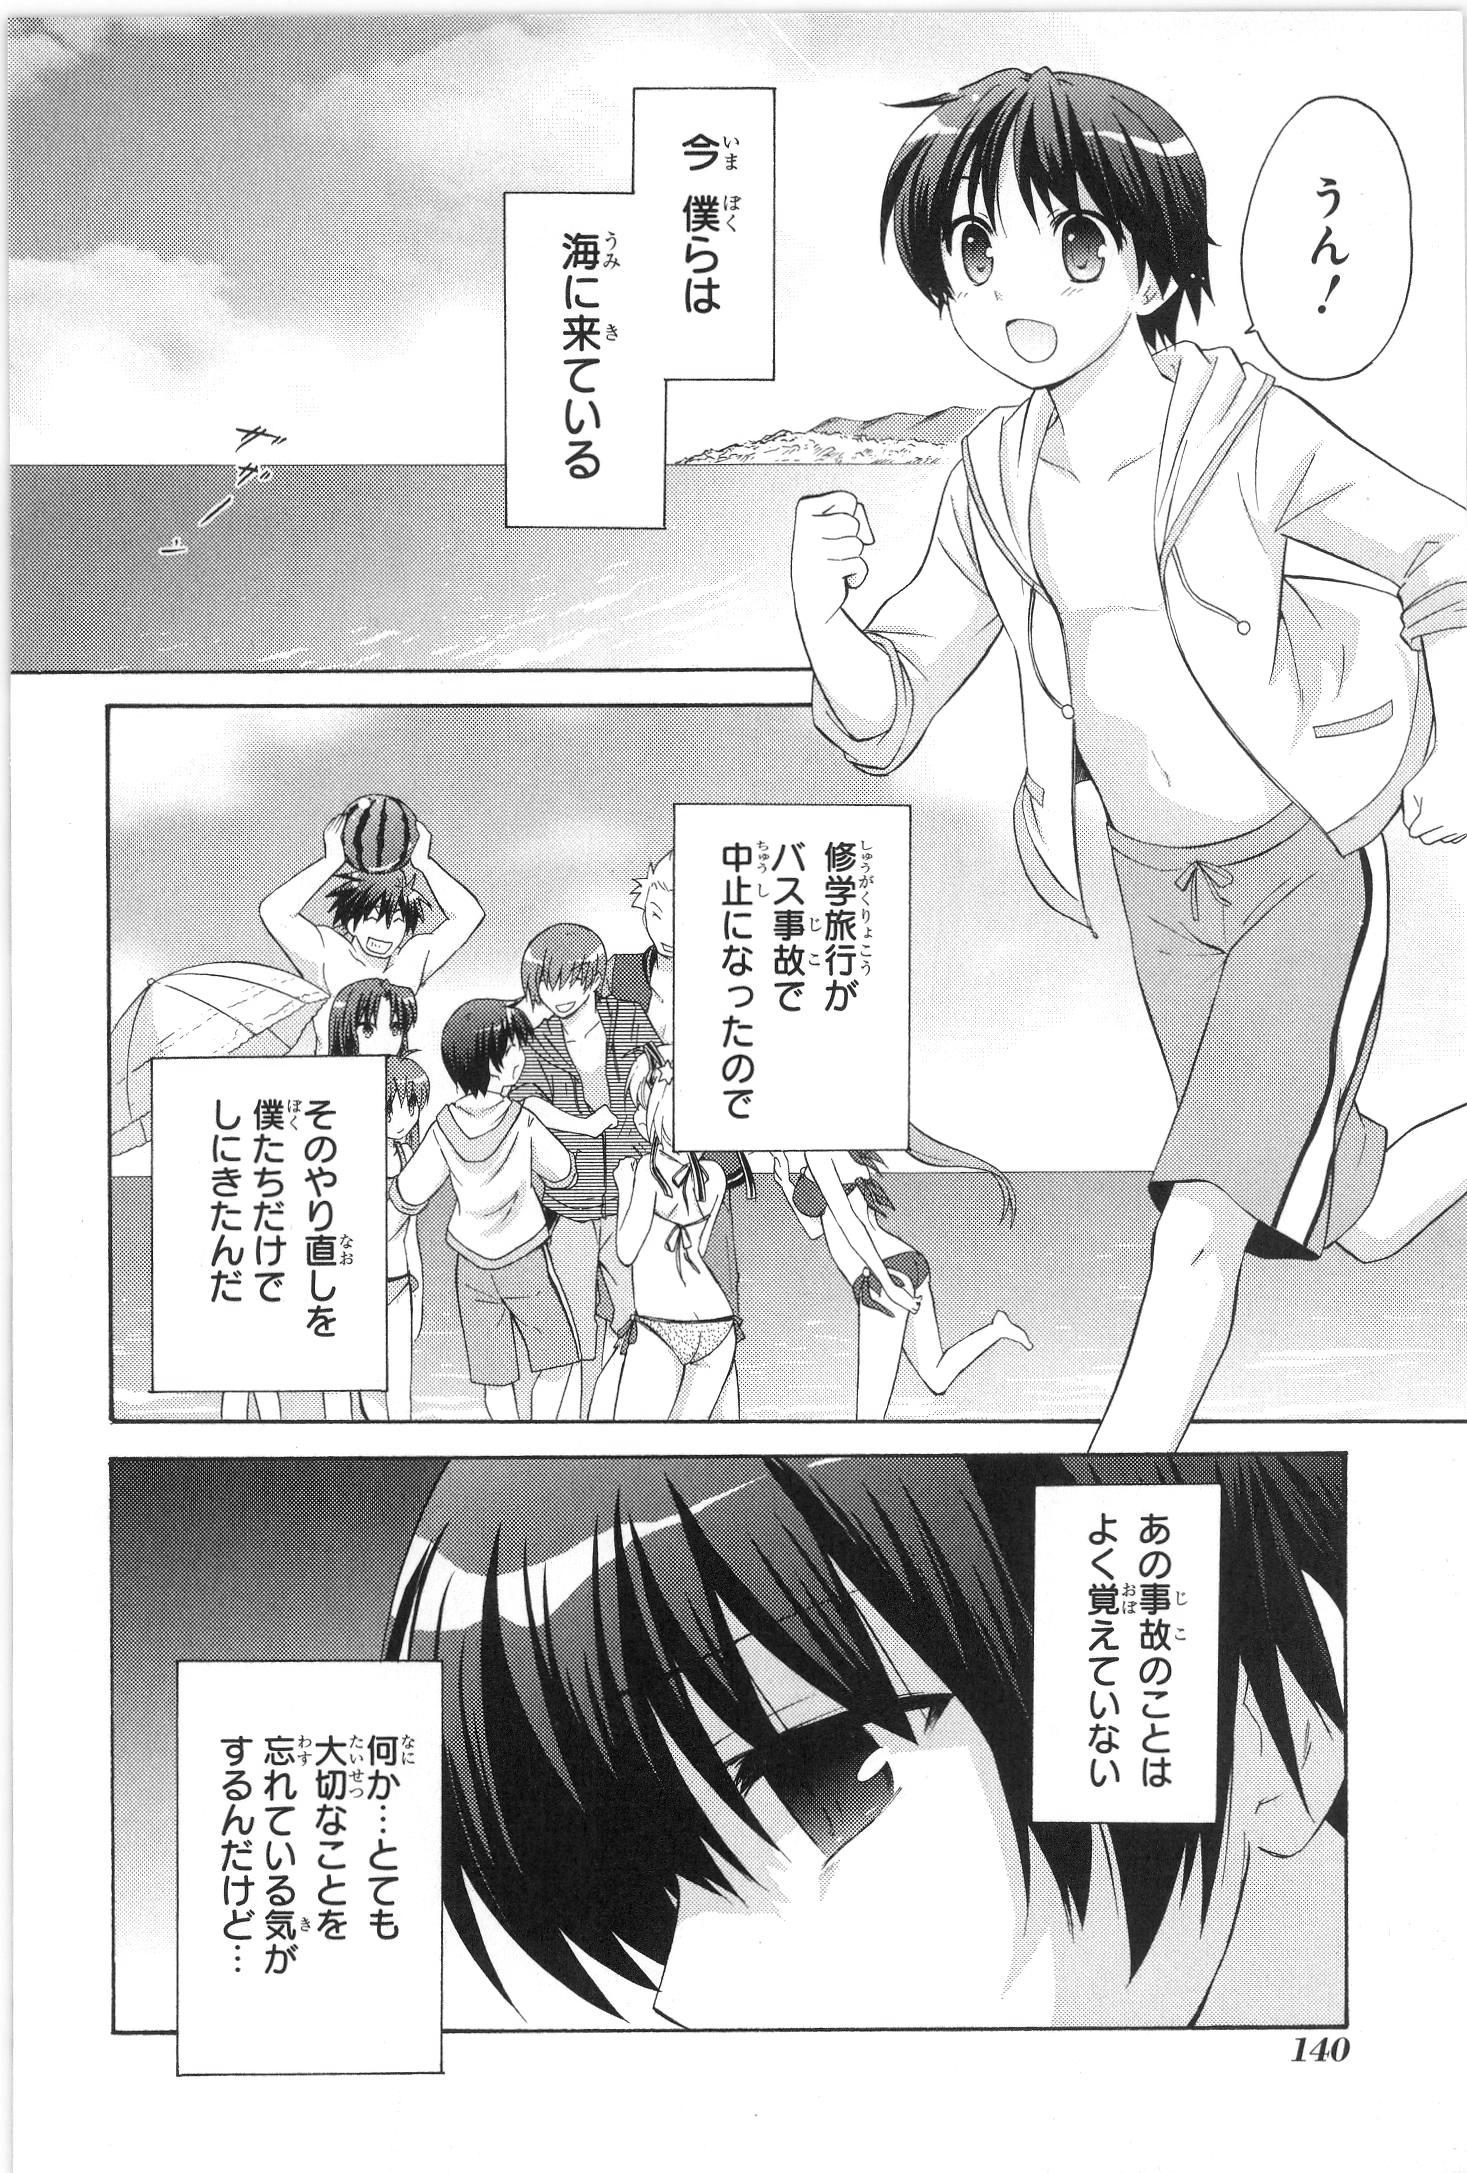 うん！
今 僕らは
海に来ている
ザザ
修学旅行が
バス事故で
中止になったので
そのやり直しを
僕たちだけで
しにきたんだ
あの事故のことは
よく覚えていない
何か…とても
大切なことを
忘れている気が
するんだけど…
140